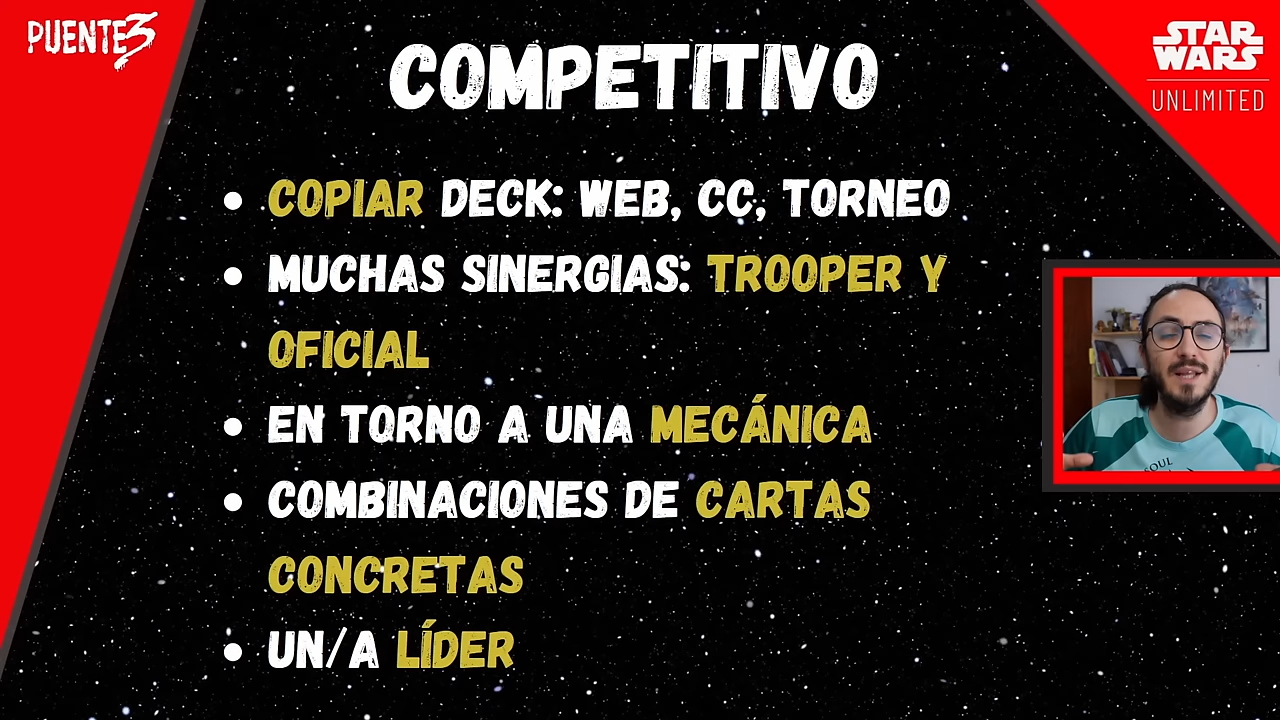 PUENTE3
STAR
WARS
UNLIMITED
COMPETITIVO
• COPIAR DECK: WEB, CC, TORNEO
• MUCHAS SINERGIAS: TROOPER Y
OFICIAL
• EN TORNO A UNA MECÁNICA
• COMBINACIONES DE CARTAS
CONCRETAS
• UN/A LÍDER
SOUL